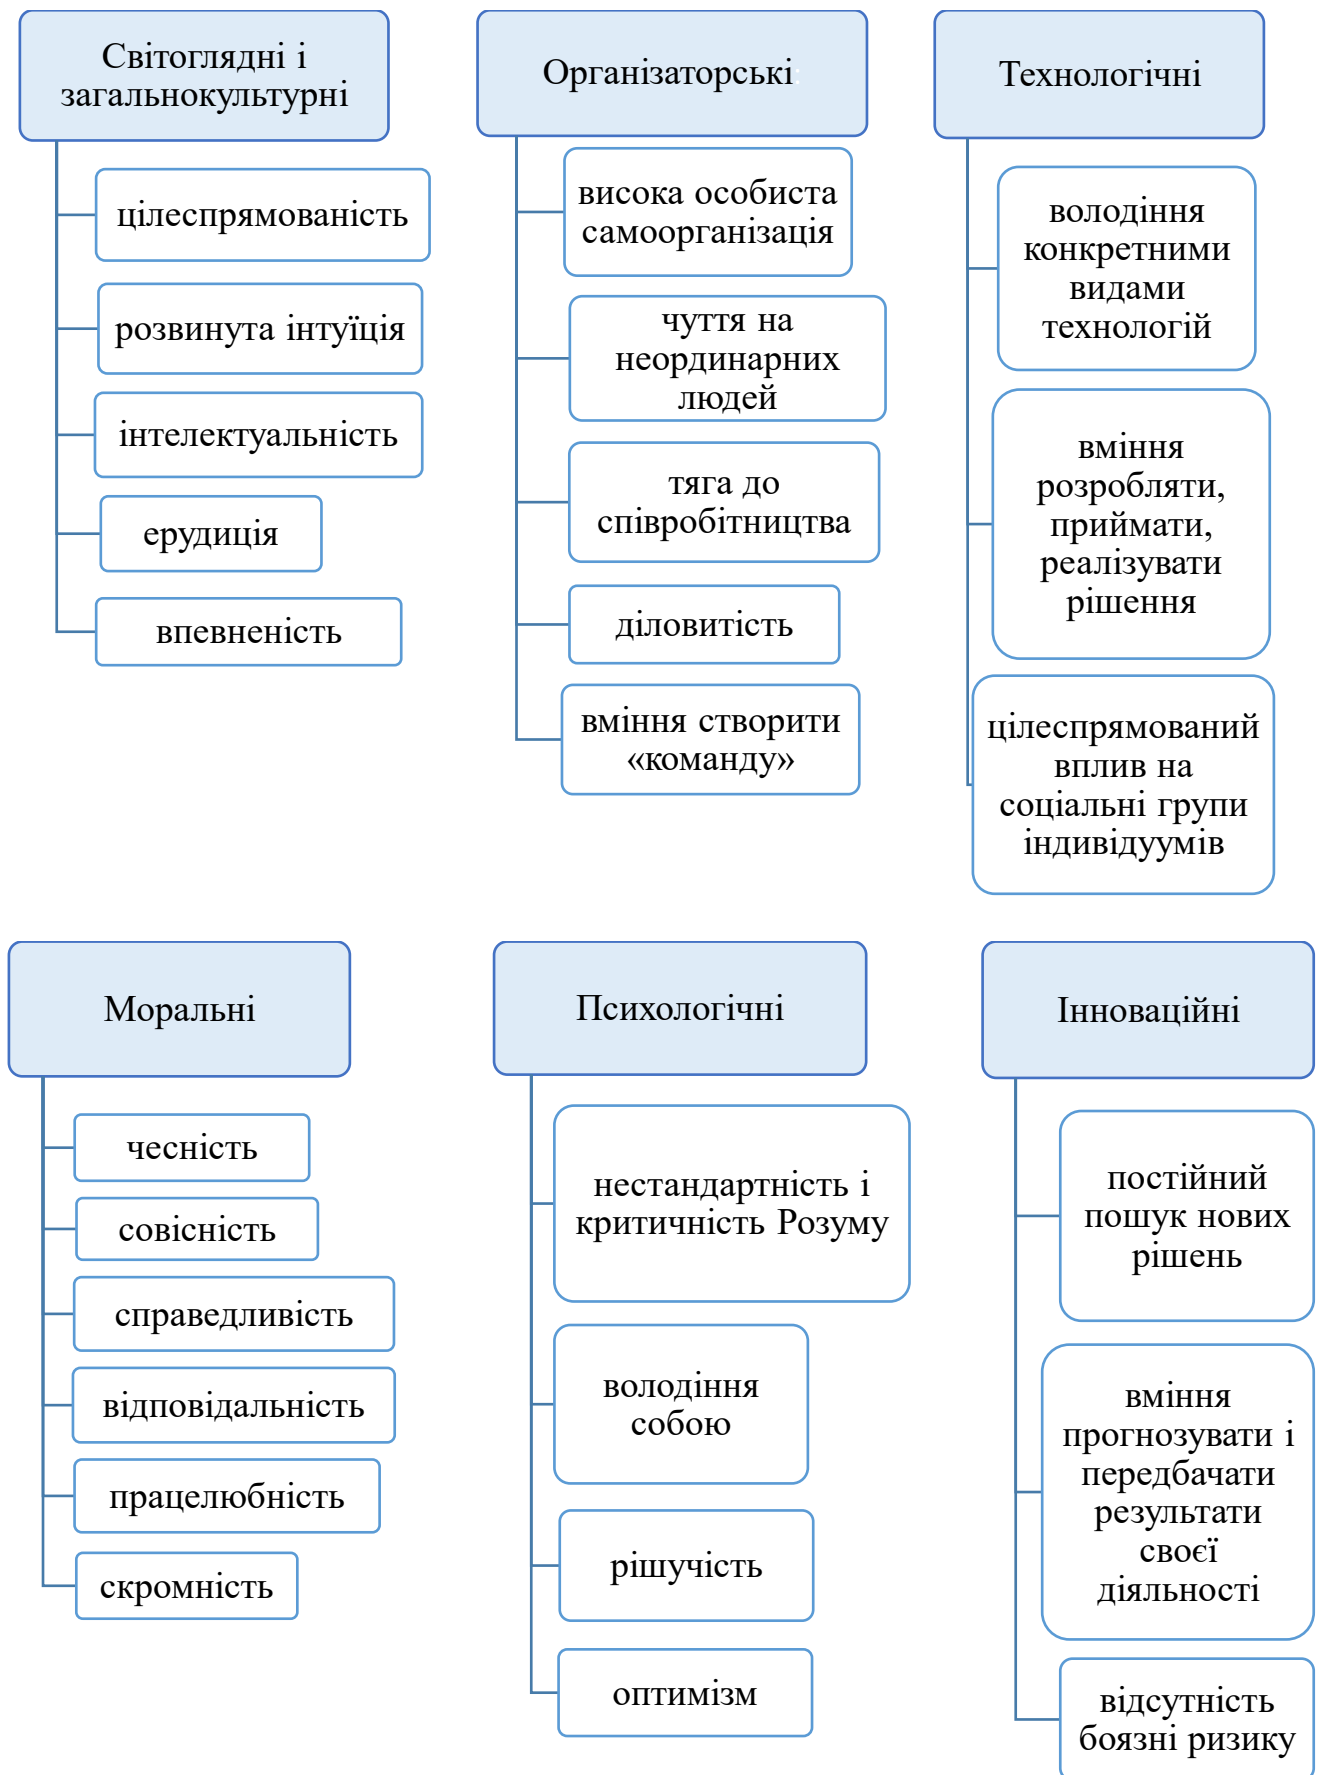 Світоглядні і
загальнокультурні
цілеспрямованість
розвинута інтуїція
інтелектуальність
ерудиція
впевненість
Організаторські
висока особиста
самоорганізація
чуття на
неординарних
людей
тяга до
співробітництва
діловитість
вміння створити
«команду»
Технологічні
володіння
конкретними
видами
технологій
вміння
розробляти,
приймати,
реалізувати
рішення
цілеспрямований
вплив на
соціальні групи
індивідуумів
Моральні
чесність
совісність
справедливість
відповідальність
працелюбність
скромність
Психологічні
нестандартність і
критичність Розуму
володіння
собою
рішучість
оптимізм
Інноваційні
постійний
пошук нових
рішень
вміння
прогнозувати і
передбачати
результати
своєї
діяльності
відсутність
боязні ризику